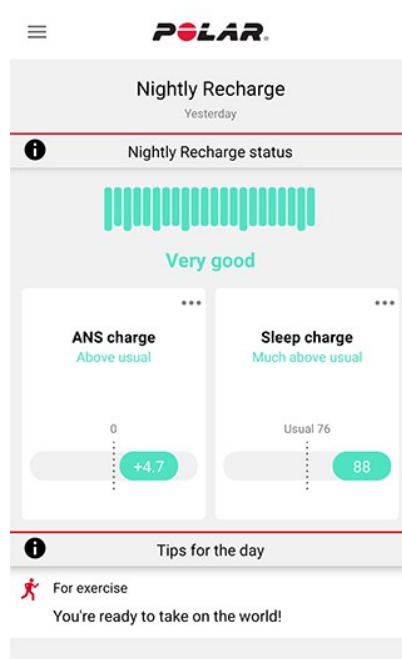 POLAR.
Nightly Recharge
Yesterday
Nightly Recharge status
Very good
ANS charge
Above usual
0
+4.7
Sleep charge
Much above usual
Usual 76
88
Tips for the day
For exercise
You're ready to take on the world!